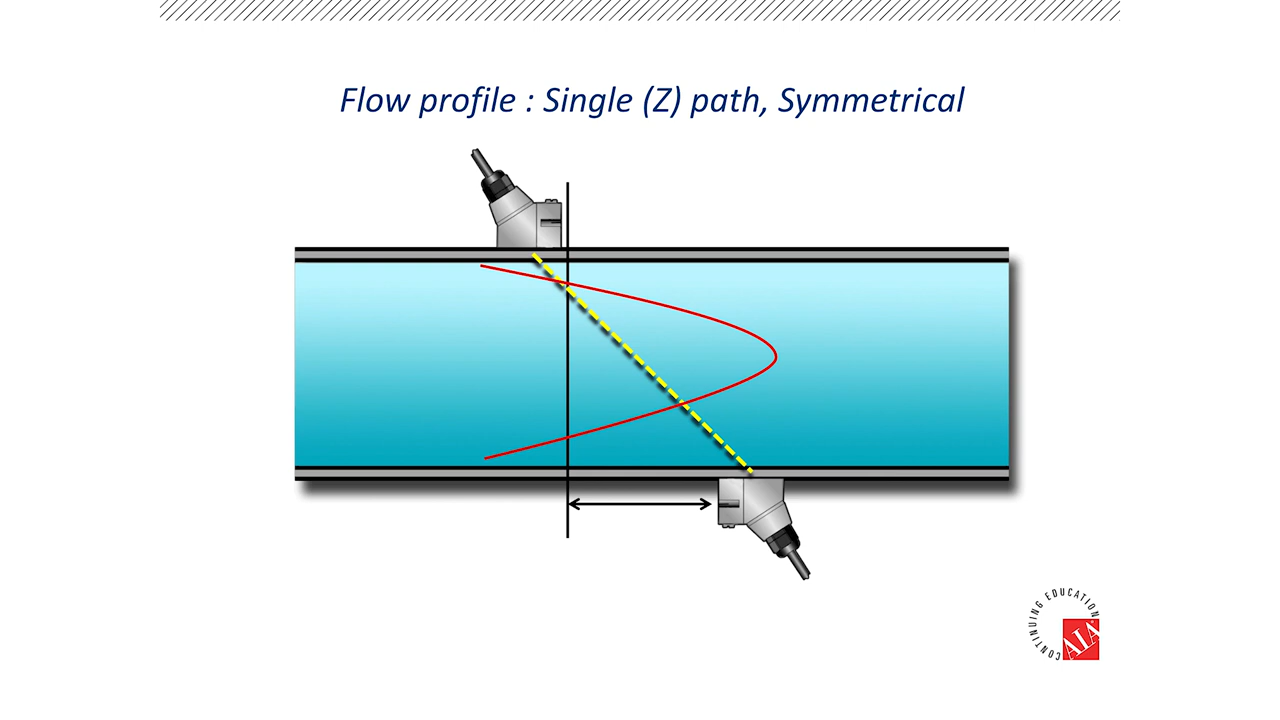 Flow profile : Single (Z) path, Symmetrical
CONTINUING EDUCATION
AIA